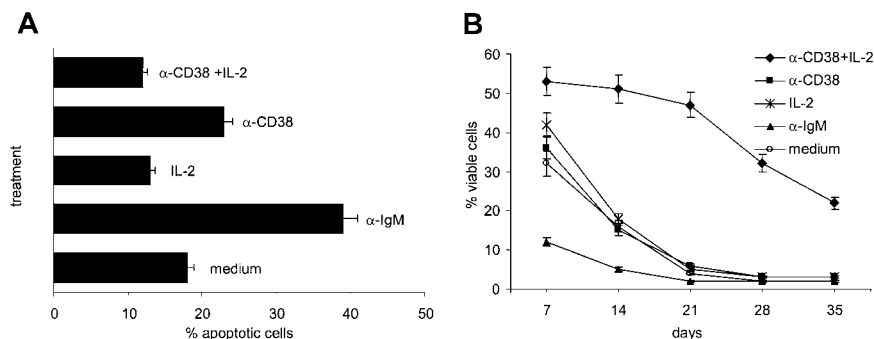 A
treatment
α-CD38 +IL-2
α-CD38
IL-2
α-IgM
medium
0 10 20 30 40 50
% apoptotic cells
B
% viable cells
60
50
40
30
20
10
0
7 14 21 28 35
days
α-CD38+IL-2
α-CD38
IL-2
α-IgM
medium